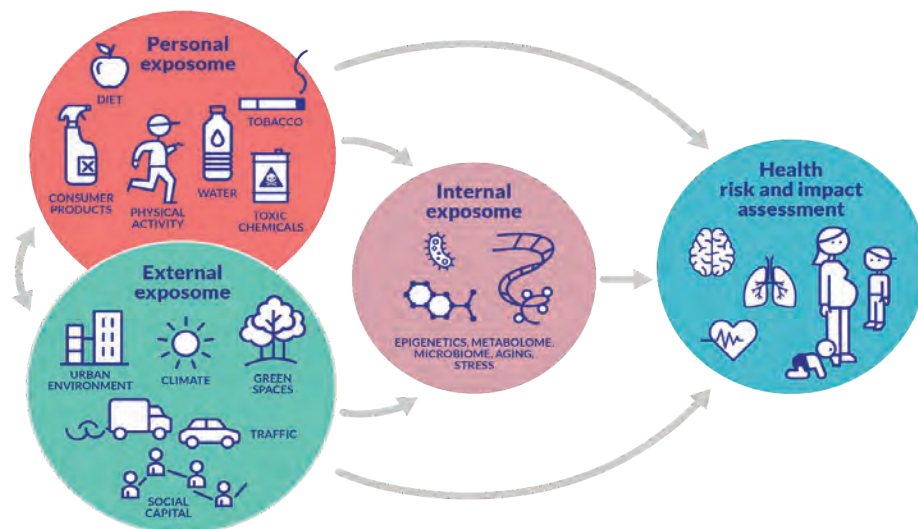 Personal
exposome
DIET
TOBACCO
CONSUMER
PRODUCTS
PHYSICAL
ACTIVITY
WATER
TOXIC
CHEMICALS
External
exposome
URBAN
ENVIRONMENT
CLIMATE
GREEN
SPACES
TRAFFIC
SOCIAL
CAPITAL
Internal
exposome
EPIGENETICS, METABOLOME,
MICROBIOME, AGING,
STRESS
Health
risk and impact
assessment